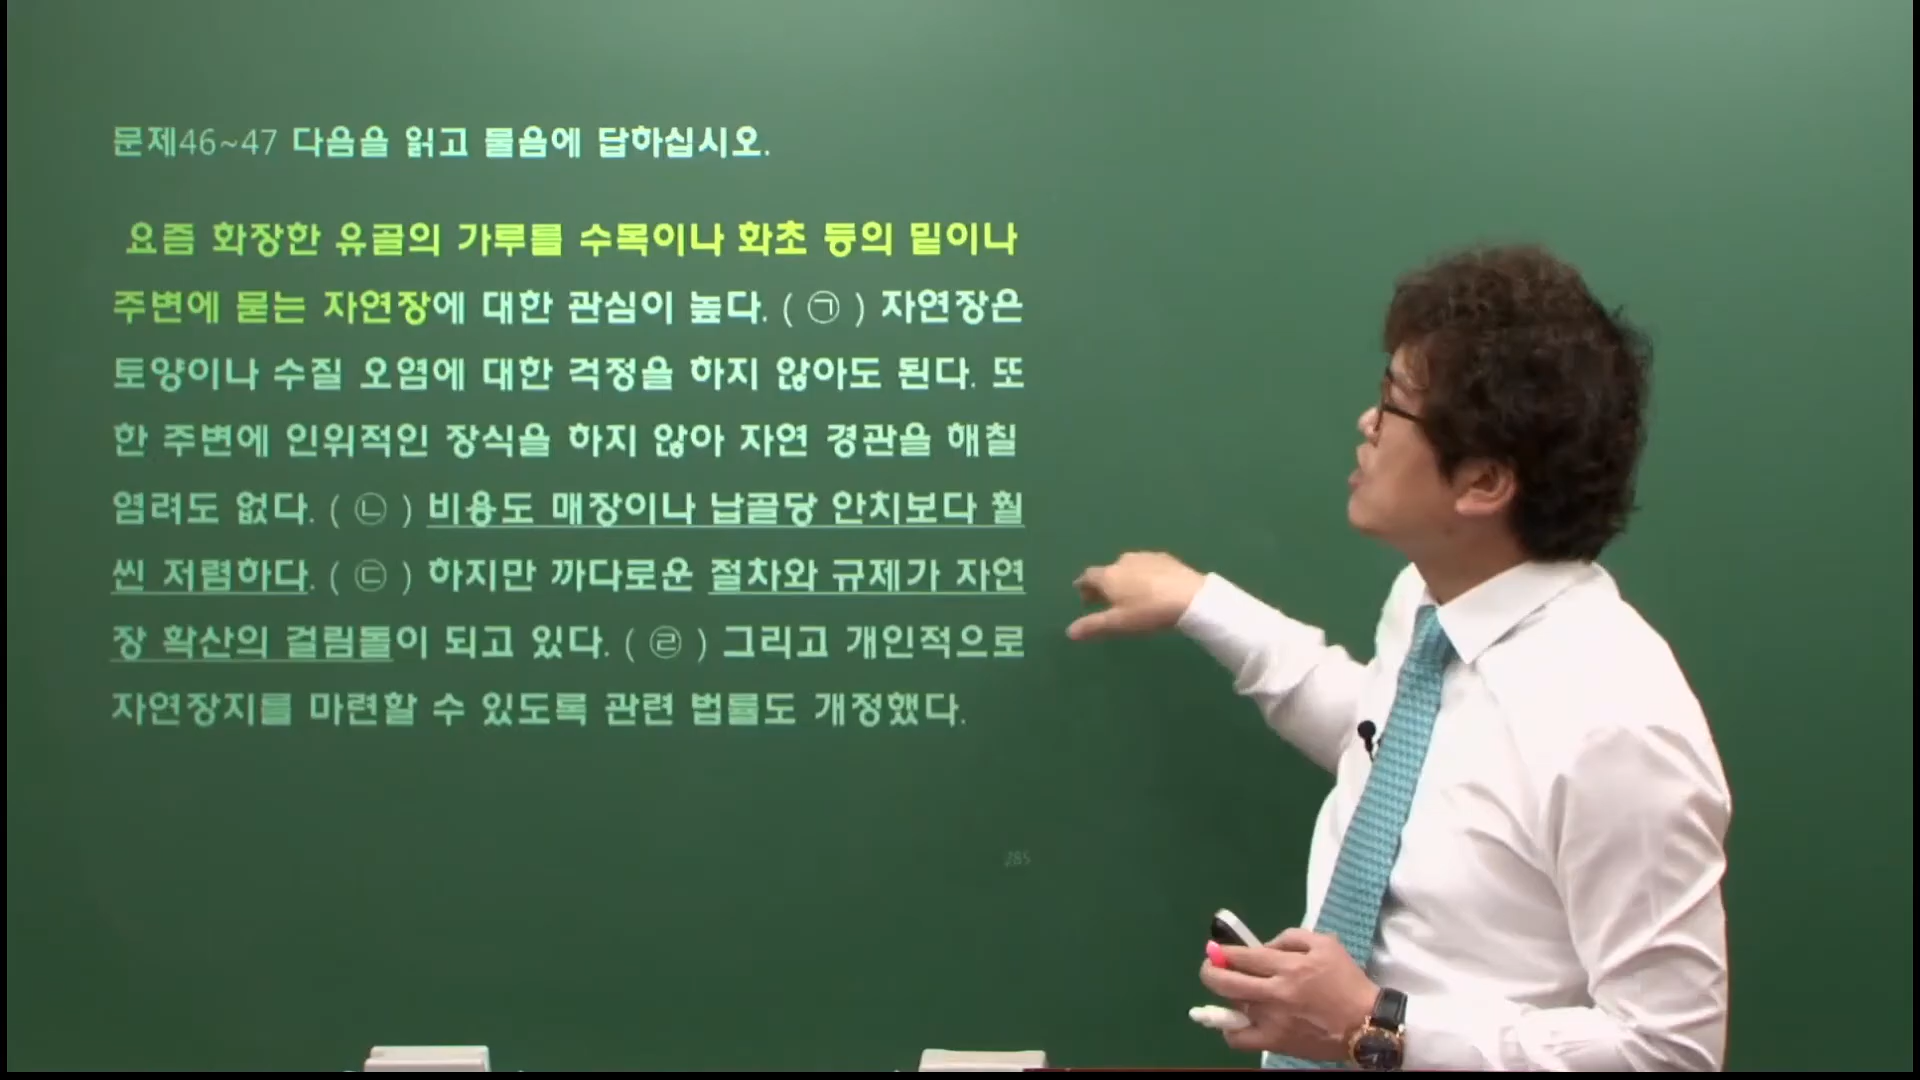 문제46~47 다음을 읽고 물음에 답하십시오.
요즘 화장한 유골의 가루를 수목이나 화초 등의 밑이나
주변에 묻는 자연장에 대한 관심이 높다. ( ㉠ ) 자연장은
토양이나 수질 오염에 대한 걱정을 하지 않아도 된다. 또
한 주변에 인위적인 장식을 하지 않아 자연 경관을 해칠
염려도 없다. ( ㉡ ) 비용도 매장이나 납골당 안치보다 훨
씬 저렴하다. ( ㉢ ) 하지만 까다로운 절차와 규제가 자연
장 확산의 걸림돌이 되고 있다. ( ㉣ ) 그리고 개인적으로
자연장지를 마련할 수 있도록 관련 법률도 개정했다.
285